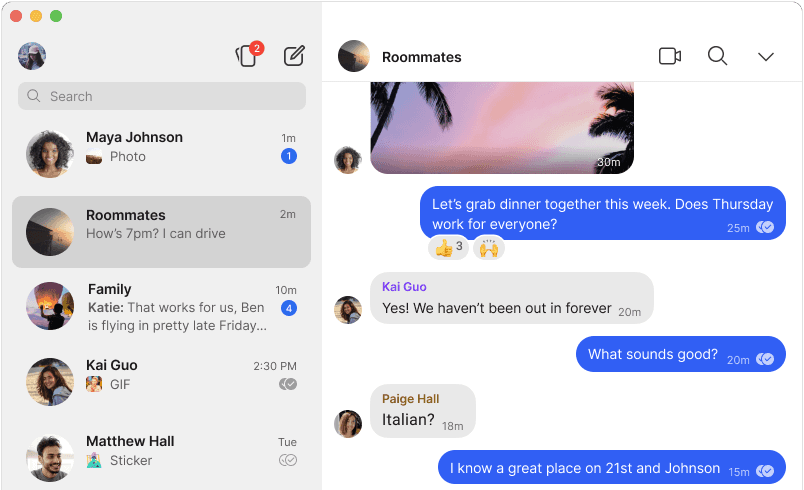 2
Search
Maya Johnson
1m
Photo
1
Roommates
2m
How's 7pm? I can drive
Family
10m
Katie: That works for us, Ben
4
is flying in pretty late Friday...
Kai Guo
2:30 PM
GIF
Matthew Hall
Tue
Sticker
Roommates
30m
Let's grab dinner together this week. Does Thursday
work for everyone?
25m
3
Kai Guo
Yes! We haven't been out in forever 20m
What sounds good? 20m
Paige Hall
Italian? 18m
I know a great place on 21st and Johnson 15m